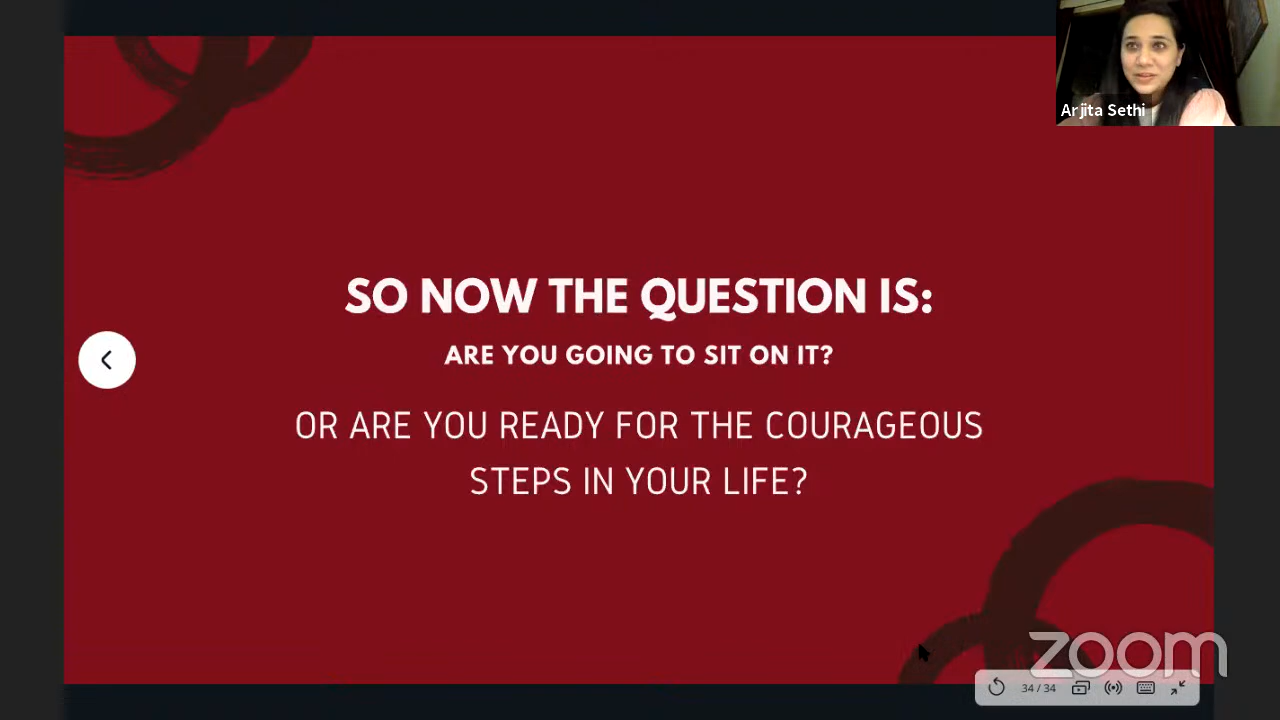 Arjita Sethi
SO NOW THE QUESTION IS:
ARE YOU GOING TO SIT ON IT?
OR ARE YOU READY FOR THE COURAGEOUS
STEPS IN YOUR LIFE?
zoom
34 / 34